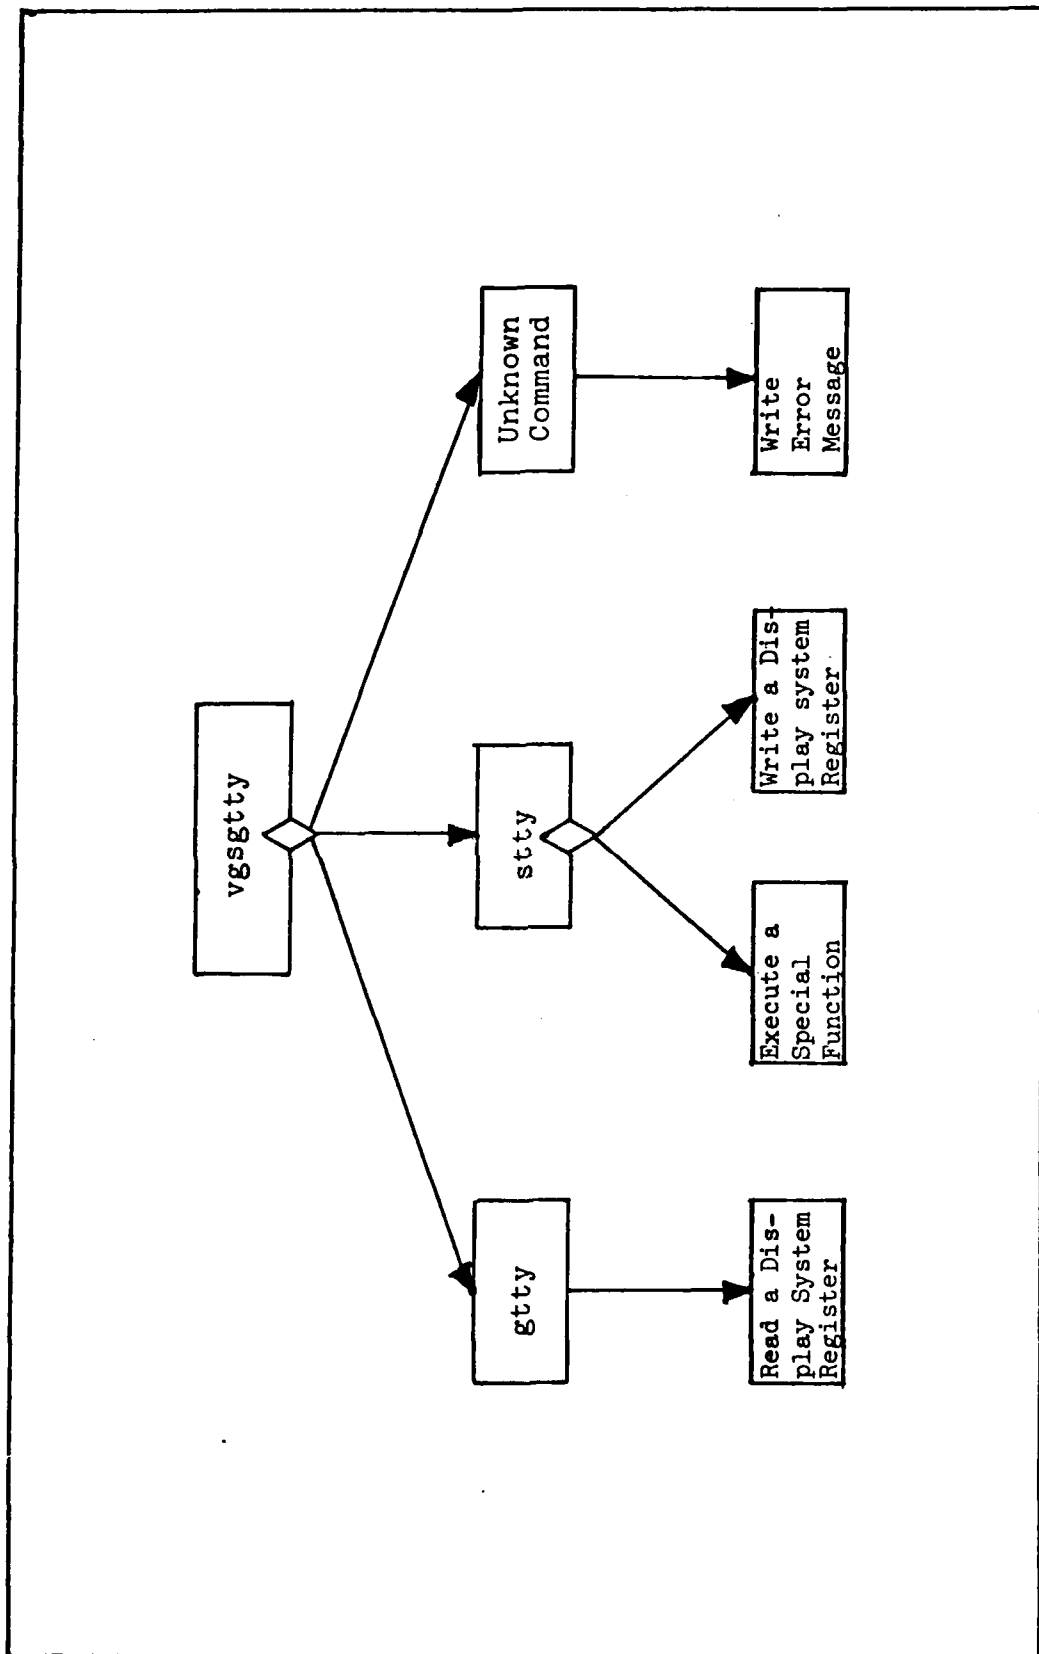 vgsgtty
gtty
stty
Unknown
Command
Read a Dis-
play System
Register
Execute a
Special
Function
Write a Dis-
play system
Register
Write
Error
Message